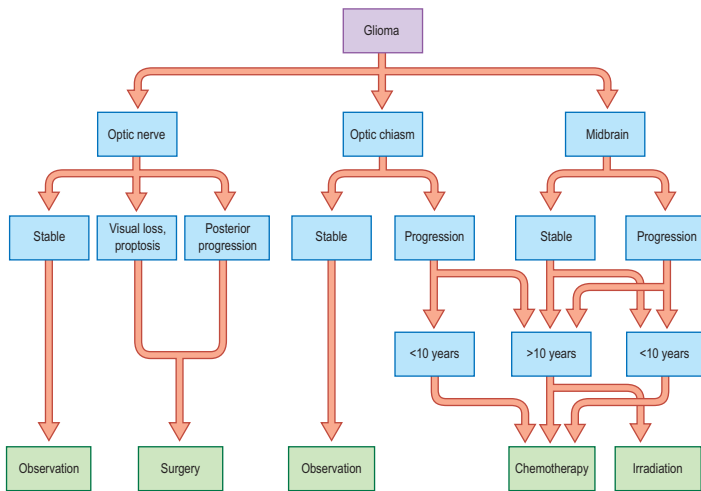 Glioma
Optic nerve
Optic chiasm
Midbrain
Stable
Visual loss,
proptosis
Posterior
progression
Stable
Progression
Stable
Progression
<10 years
>10 years
<10 years
Observation
Surgery
Observation
Chemotherapy
Irradiation